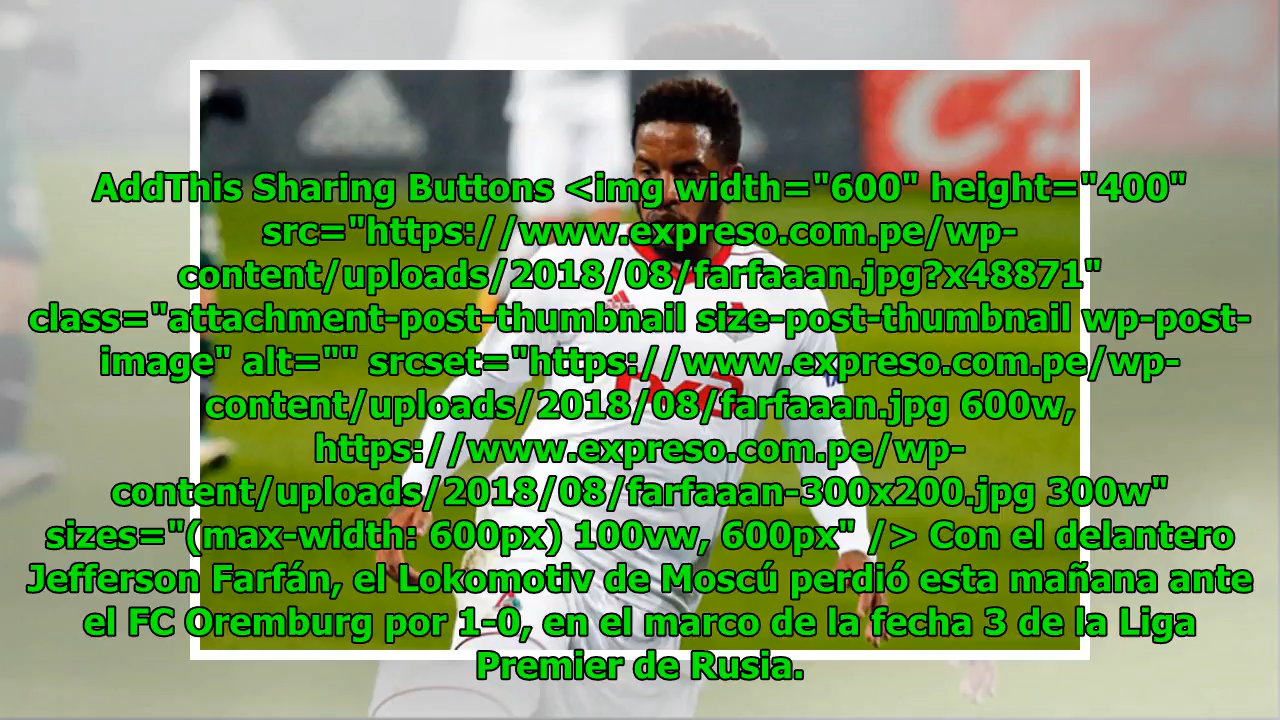 AddThis Sharing Buttons <img width="600" height="400"
src="https://www.expreso.com.pe/wp-
content/uploads/2018/08/farfaaan.jpg?x48871"
class="attachment-post-thumbnail size-post-thumbnail wp-post-
image" alt="" srcset="https://www.expreso.com.pe/wp-
content/uploads/2018/08/farfaaan.jpg 600w,
https://www.expreso.com.pe/wp-
content/uploads/2018/08/farfaaan-300x200.jpg 300w"
sizes="(max-width: 600px) 100vw, 600px" /> Con el delantero
Jefferson Farfán, el Lokomotiv de Moscú perdió esta mañana ante
el FC Oremburg por 1-0, en el marco de la fecha 3 de la Liga
Premier de Rusia.